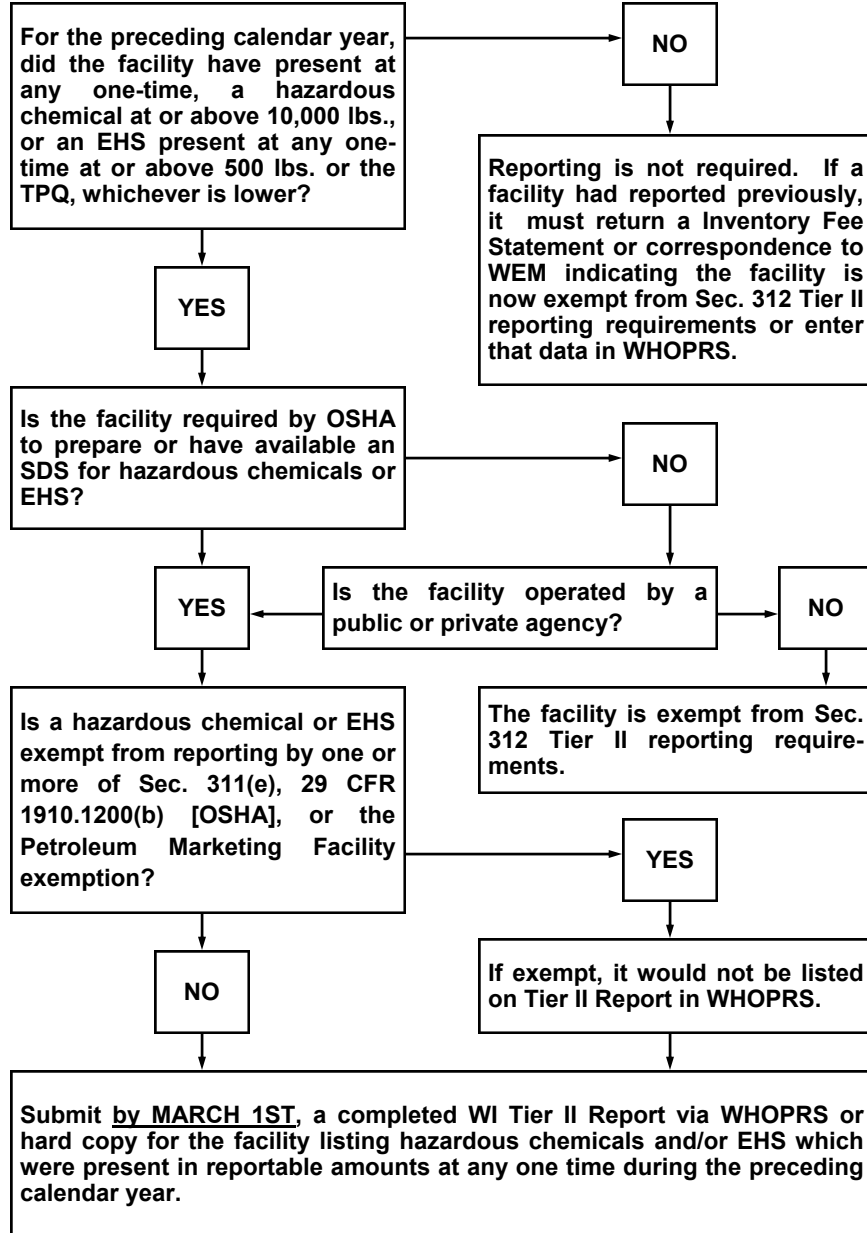 For the preceding calendar year,
did the facility have present at
any one-time, a hazardous
chemical at or above 10,000 lbs.,
or an EHS present at any one-
time at or above 500 lbs. or the
TPQ, whichever is lower?
NO
Reporting is not required. If a
facility had reported previously,
it must return a Inventory Fee
Statement or correspondence to
WEM indicating the facility is
now exempt from Sec. 312 Tier II
reporting requirements or enter
that data in WHOPRS.
YES
Is the facility required by OSHA
to prepare or have available an
SDS for hazardous chemicals or
EHS?
NO
YES
Is the facility operated by a
public or private agency?
NO
Is a hazardous chemical or EHS
exempt from reporting by one or
more of Sec. 311(e), 29 CFR
1910.1200(b) [OSHA], or the
Petroleum Marketing Facility
exemption?
The facility is exempt from Sec.
312 Tier II reporting require-
ments.
YES
NO
If exempt, it would not be listed
on Tier II Report in WHOPRS.
Submit by MARCH 1ST, a completed WI Tier II Report via WHOPRS or
hard copy for the facility listing hazardous chemicals and/or EHS which
were present in reportable amounts at any one time during the preceding
calendar year.